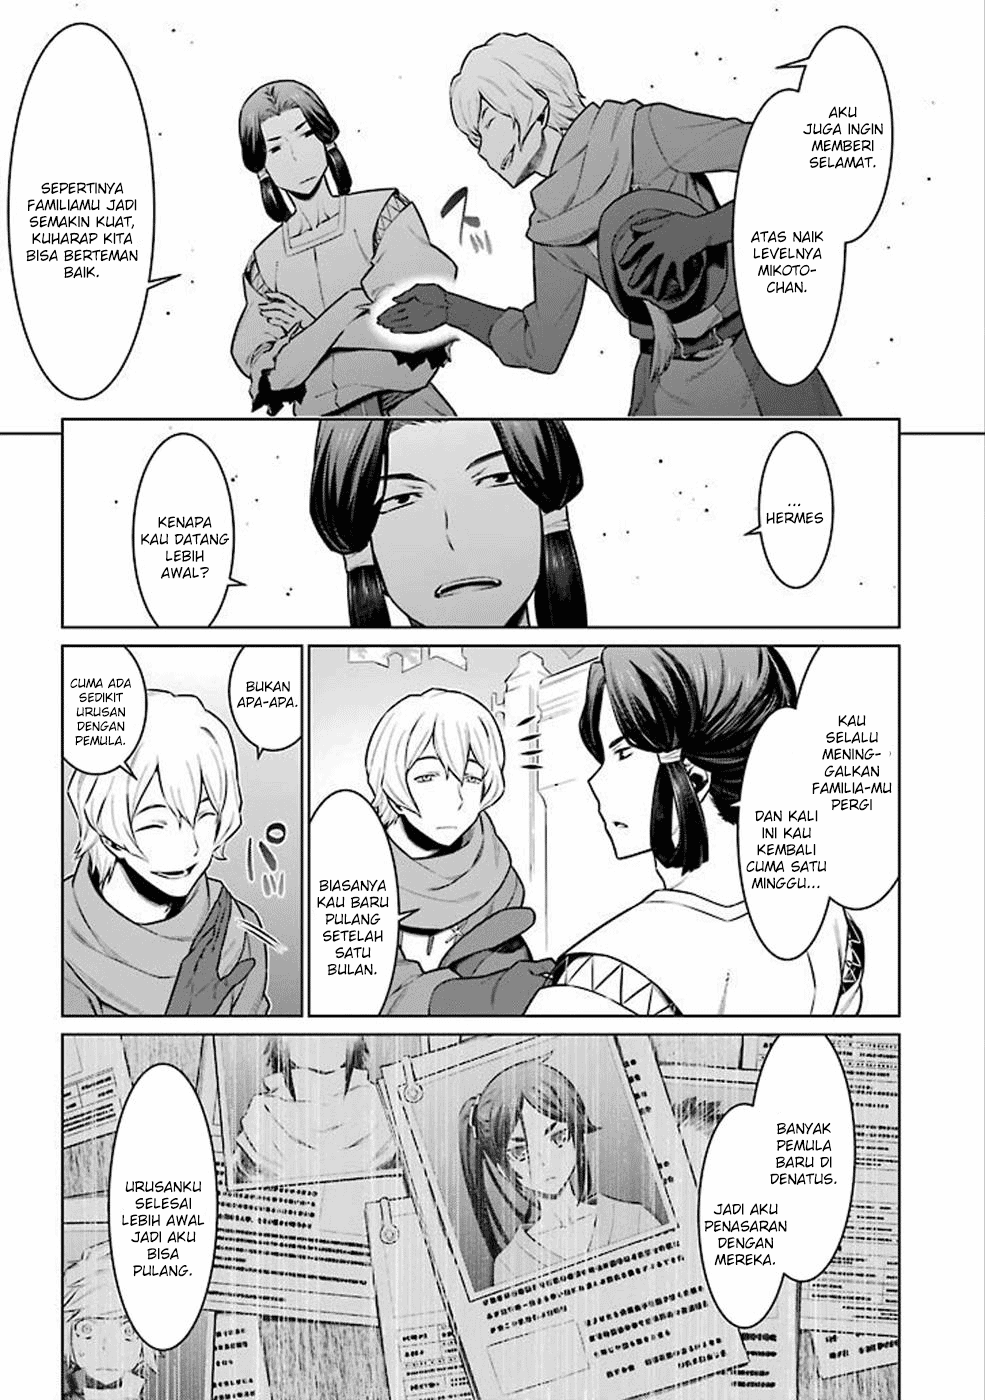 AKU
JUGA INGIN
MEMBERI
SELAMAT.
ATAS NAIK
LEVELNYA
MIKOTO-
CHAN.
SEPERTINYA
FAMILIAMU JADI
SEMAKIN KUAT,
KUHARAP KITA
BISA BERTEMAN
BAIK.
...
HERMES
KENAPA
KAU DATANG
LEBIH
AWAL?
KAU
SELALU
MENING-
GALKAN
FAMILIA-MU
PERGI
DAN KALI
INI KAU
KEMBALI
CUMA SATU
MINGGU...
BIASANYA
KAU BARU
PULANG
SETELAH
SATU
BULAN.
BUKAN
APA-APA.
CUMA ADA
SEDIKIT
URUSAN
DENGAN
PEMULA.
BANYAK
PEMULA
BARU DI
DENATUS.
JADI AKU
PENASARAN
DENGAN
MEREKA.
URUSANKU
SELESAI
LEBIH AWAL
JADI AKU
BISA
PULANG.